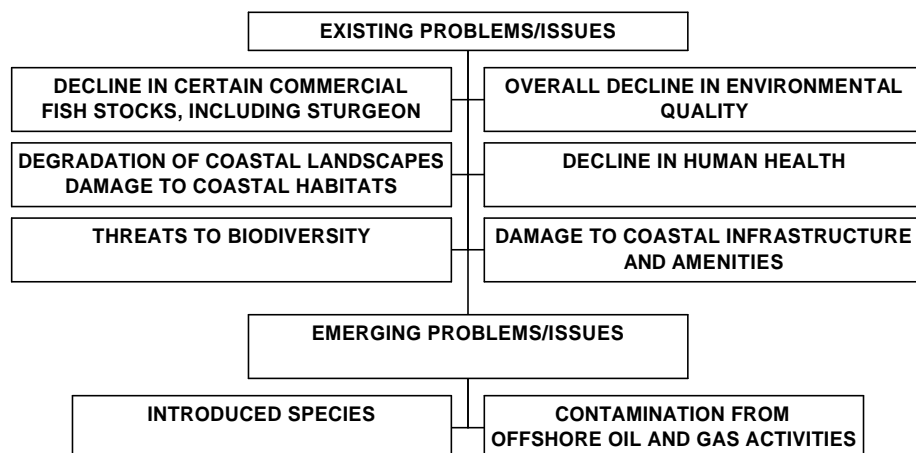 EXISTING PROBLEMS/ISSUES
DECLINE IN CERTAIN COMMERCIAL
FISH STOCKS, INCLUDING STURGEON
OVERALL DECLINE IN ENVIRONMENTAL
QUALITY
DEGRADATION OF COASTAL LANDSCAPES
DAMAGE TO COASTAL HABITATS
DECLINE IN HUMAN HEALTH
THREATS TO BIODIVERSITY
DAMAGE TO COASTAL INFRASTRUCTURE
AND AMENITIES
EMERGING PROBLEMS/ISSUES
INTRODUCED SPECIES
CONTAMINATION FROM
OFFSHORE OIL AND GAS ACTIVITIES